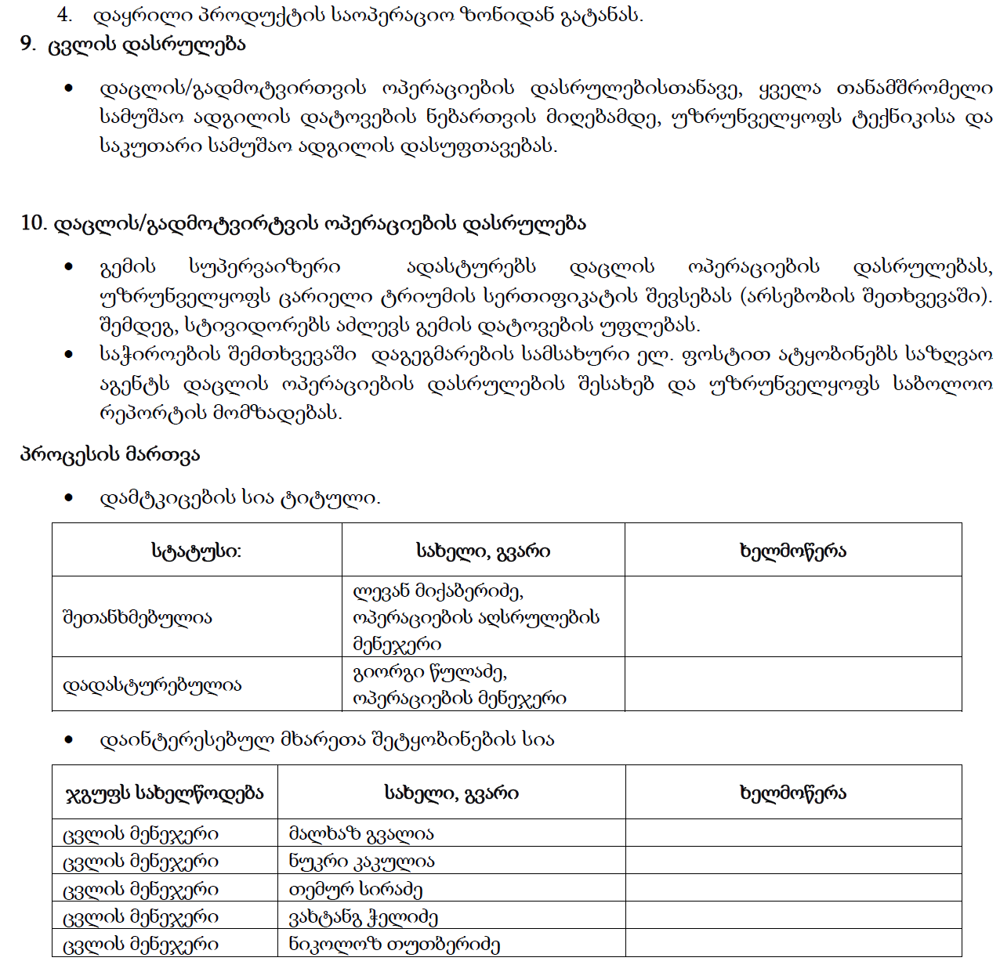 4. დაყრილი პროდუქტის საოპერაციო ზონიდან გატანას.
9. ცვლის დასრულება
• დაცლის/გადმოტვირთვის ოპერაციების დასრულებისთანავე, ყველა თანამშრომელი
სამუშაო ადგილის დატოვების ნებართვის მიღებამდე, უზრუნველყოფს ტექნიკისა და
საკუთარი სამუშაო ადგილის დასუფთავებას.
10. დაცლის/გადმოტვირტვის ოპერაციების დასრულება
• გემის სუპერვაიზერი ადასტურებს დაცლის ოპერაციების დასრულებას,
უზრუნველყოფს ცარიელი ტრიუმის სერთიფიკატის შევსებას (არსებობის შეთხვევაში).
შემდეგ, სტივიდორებს აძლევს გემის დატოვების უფლებას.
• საჭიროების შემთხვევაში დაგეგმარების სამსახური ელ. ფოსტით ატყობინებს საზღვაო
აგენტს დაცლის ოპერაციების დასრულების შესახებ და უზრუნველყოფს საბოლოო
რეპორტის მომზადებას.
პროცესის მართვა
• დამტკიცების სია ტიტული.
სტატუსი: სახელი, გვარი ხელმოწერა
ლევან მიქაბერიძე,
შეთანხმებულია ოპერაციების აღსრულების
მენეჯერი
გიორგი წულაძე,
დადასტურებულია ოპერაციების მენეჯერი
• დაინტერესებულ მხარეთა შეტყობინების სია
ჯგუფს სახელწოდება სახელი, გვარი ხელმოწერა
ცვლის მენეჯერი მალხაზ გვალია
ცვლის მენეჯერი ნუკრი კაკულია
ცვლის მენეჯერი თემურ სირაძე
ცვლის მენეჯერი ვახტანგ ჭელიძე
ცვლის მენეჯერი ნიკოლოზ თუთბერიძე